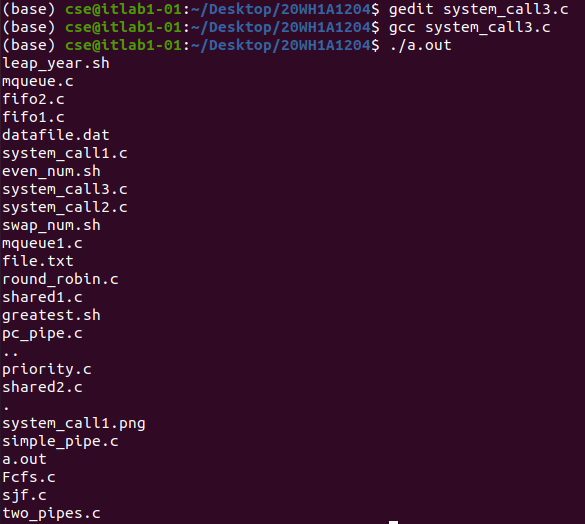 (base) cse@itlab1-01:~/Desktop/20WH1A1204$ gedit system_call3.c
(base) cse@itlab1-01:~/Desktop/20WH1A1204$ gcc system_call3.c
(base) cse@itlab1-01:~/Desktop/20WH1A1204$ ./a.out
leap_year.sh
mqueue.c
fifo2.c
fifo1.c
datafile.dat
system_call1.c
even_num.sh
system_call3.c
system_call2.c
swap_num.sh
mqueue1.c
file.txt
round_robin.c
shared1.c
greatest.sh
pc_pipe.c
..
priority.c
shared2.c
.
system_call1.png
simple_pipe.c
a.out
Fcfs.c
sjf.c
two_pipes.c